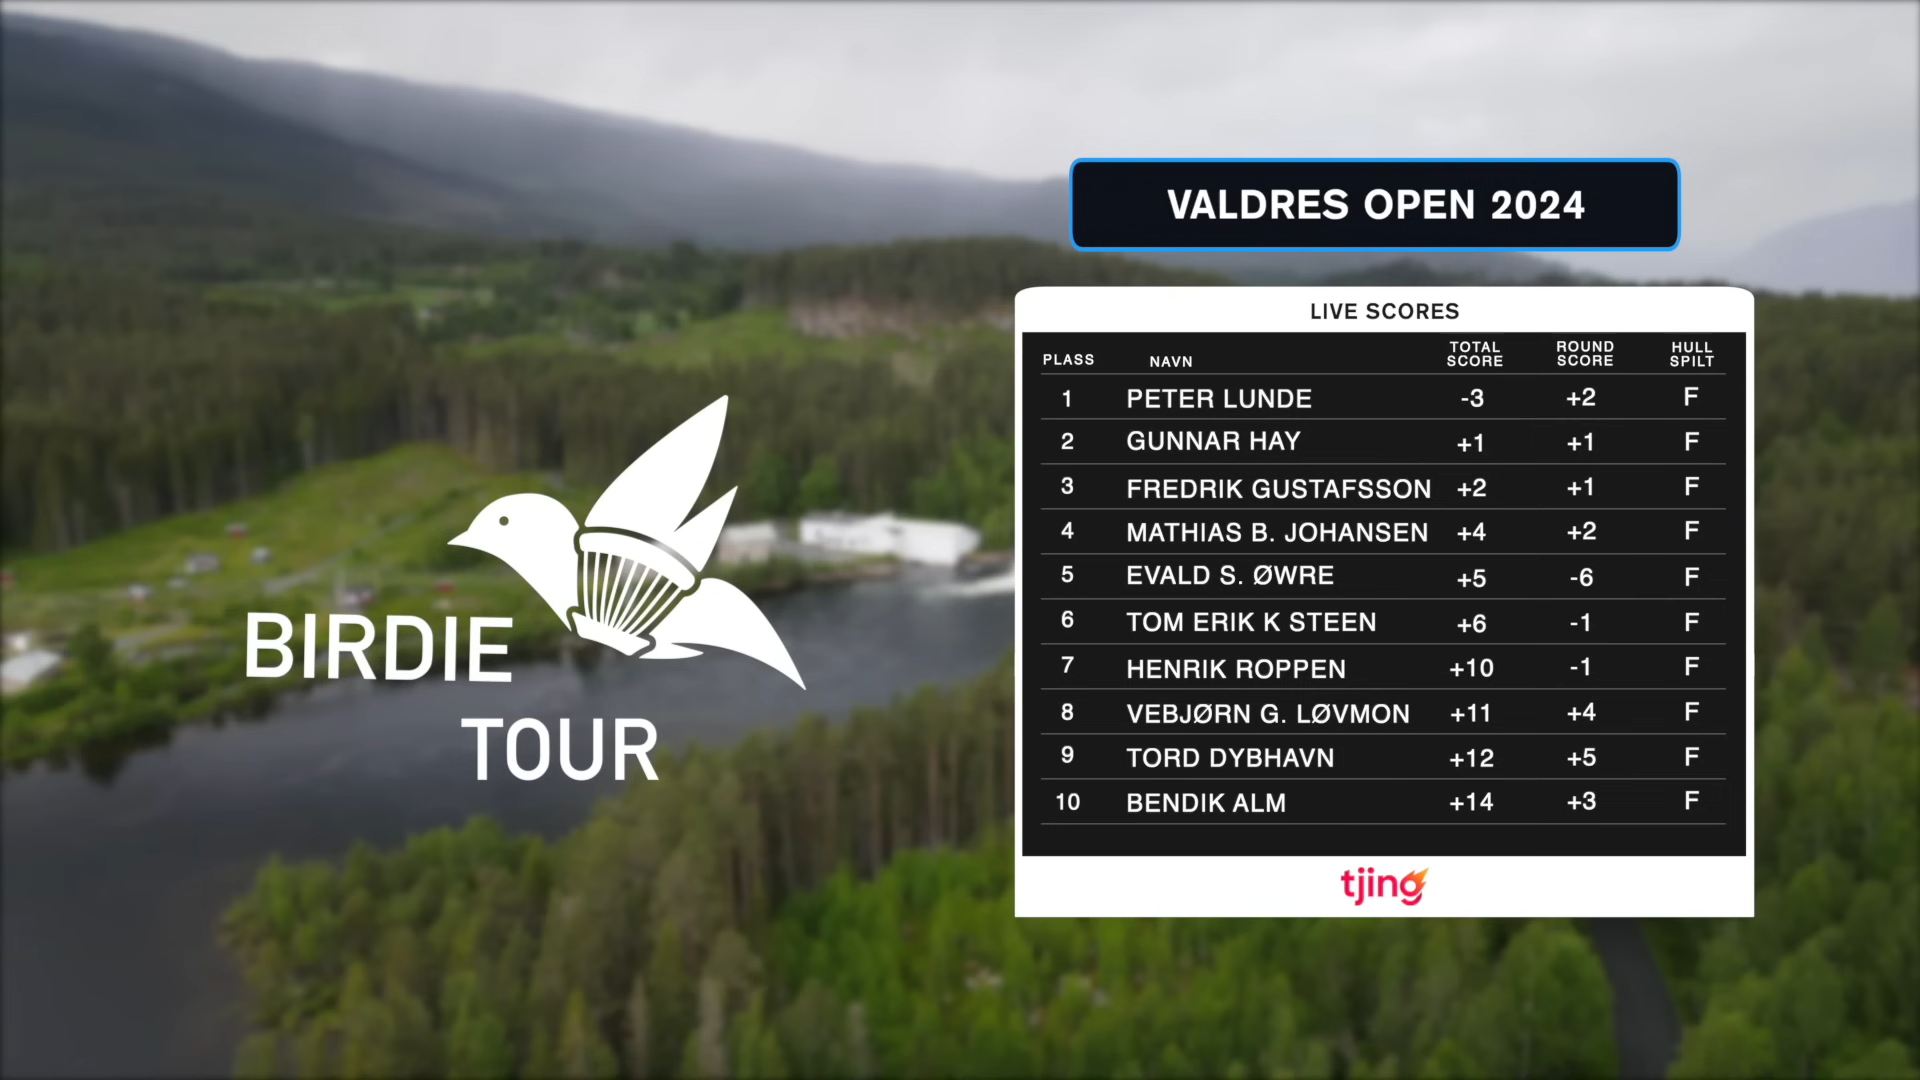 VALDRES OPEN 2024
BIRDIE
TOUR
LIVE SCORES
PLASS NAVN TOTAL SCORE ROUND SCORE HULL SPILT
1 PETER LUNDE -3 +2 F
2 GUNNAR HAY +1 +1 F
3 FREDRIK GUSTAFSSON +2 +1 F
4 MATHIAS B. JOHANSEN +4 +2 F
5 EVALD S. ØWRE +5 -6 F
6 TOM ERIK K STEEN +6 -1 F
7 HENRIK ROPPEN +10 -1 F
8 VEBJØRN G. LØVMON +11 +4 F
9 TORD DYBHAVN +12 +5 F
10 BENDIK ALM +14 +3 F
tjing